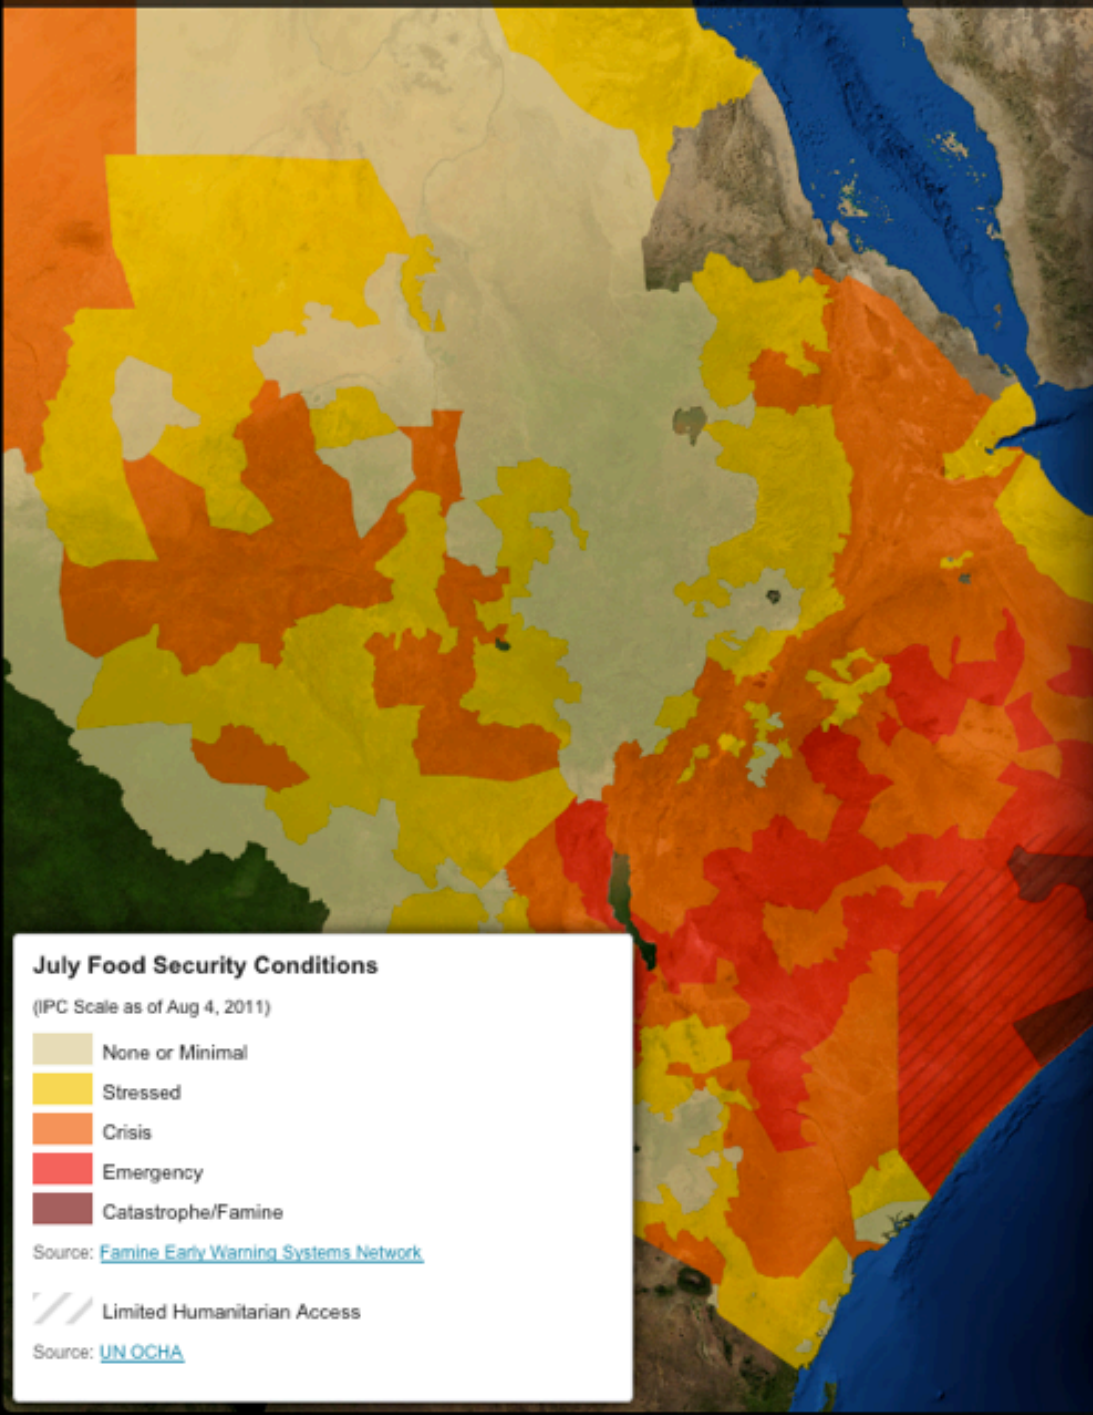 July Food Security Conditions
(IPC Scale as of Aug 4, 2011)
None or Minimal
Stressed
Crisis
Emergency
Catastrophe/Famine
Source: Famine Early Warning Systems Network
Limited Humanitarian Access
Source: UN OCHA